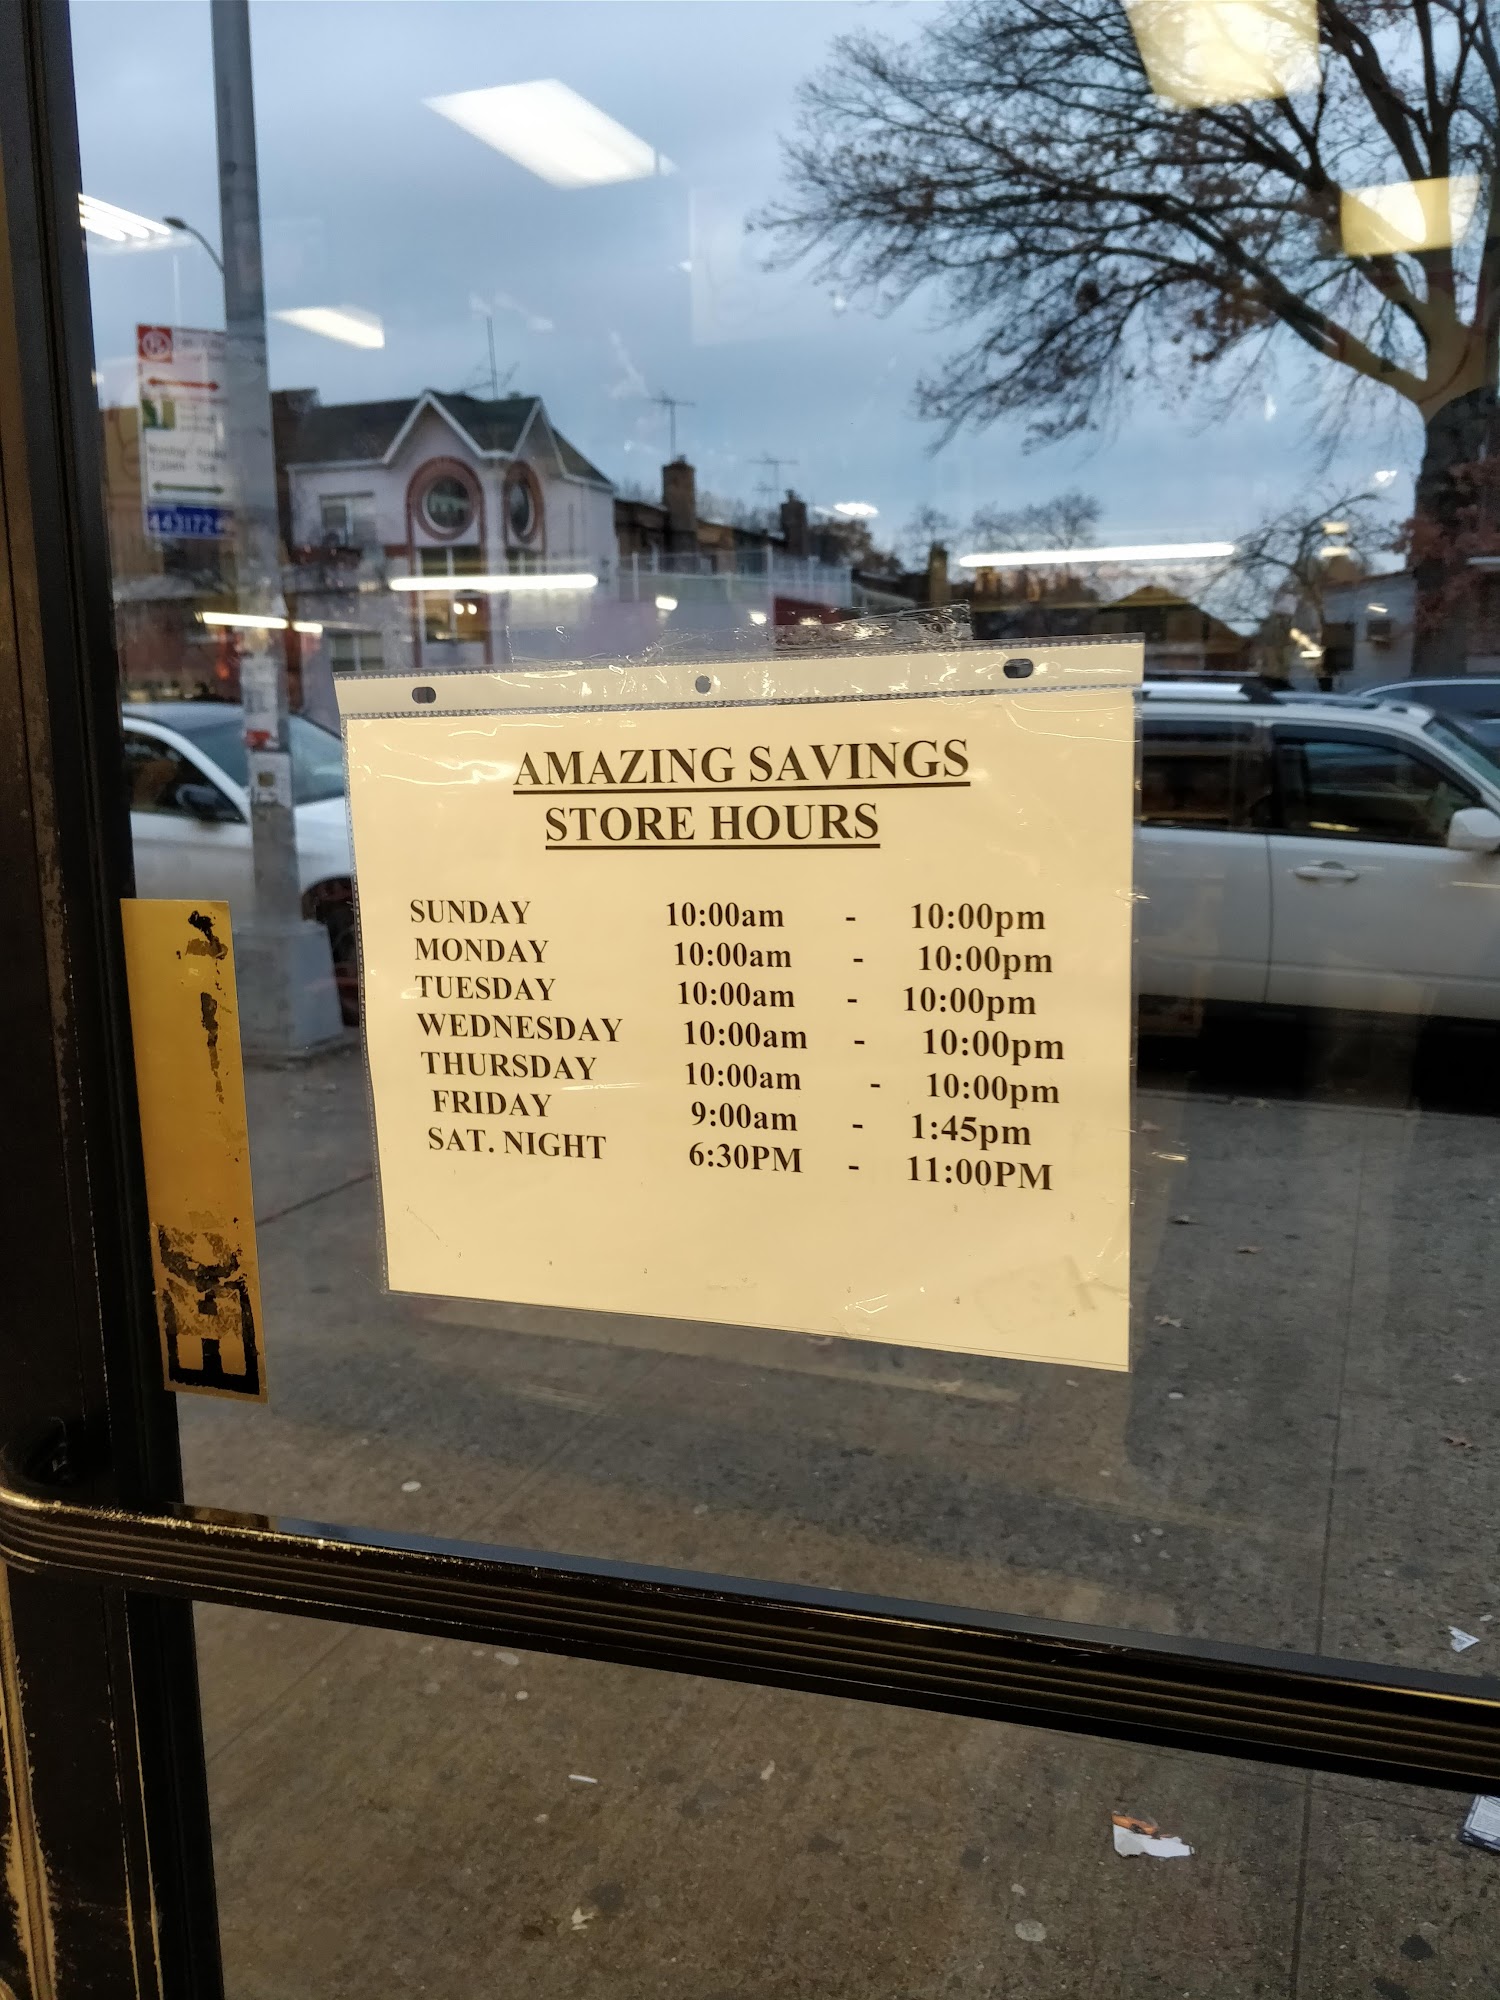 AMAZING SAVINGS
STORE HOURS
SUNDAY 10:00am - 10:00pm
MONDAY 10:00am - 10:00pm
TUESDAY 10:00am - 10:00pm
WEDNESDAY 10:00am - 10:00pm
THURSDAY 10:00am - 10:00pm
FRIDAY 9:00am - 1:45pm
SAT. NIGHT 6:30PM - 11:00PM